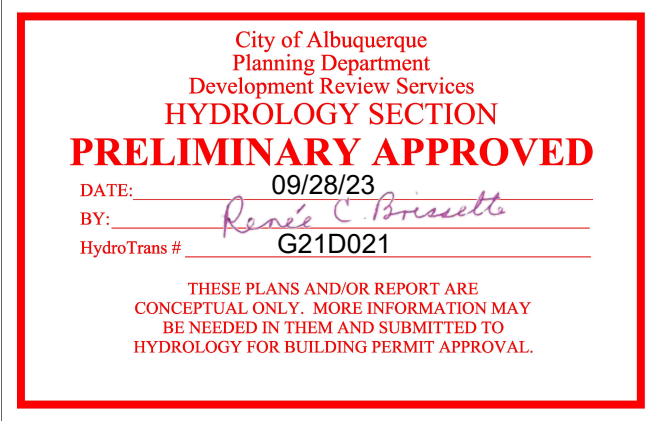 City of Albuquerque
Planning Department
Development Review Services
HYDROLOGY SECTION
PRELIMINARY APPROVED
DATE: 09/28/23
BY: Renée C. Brissette
HydroTrans # G21D021
THESE PLANS AND/OR REPORT ARE
CONCEPTUAL ONLY. MORE INFORMATION MAY
BE NEEDED IN THEM AND SUBMITTED TO
HYDROLOGY FOR BUILDING PERMIT APPROVAL.